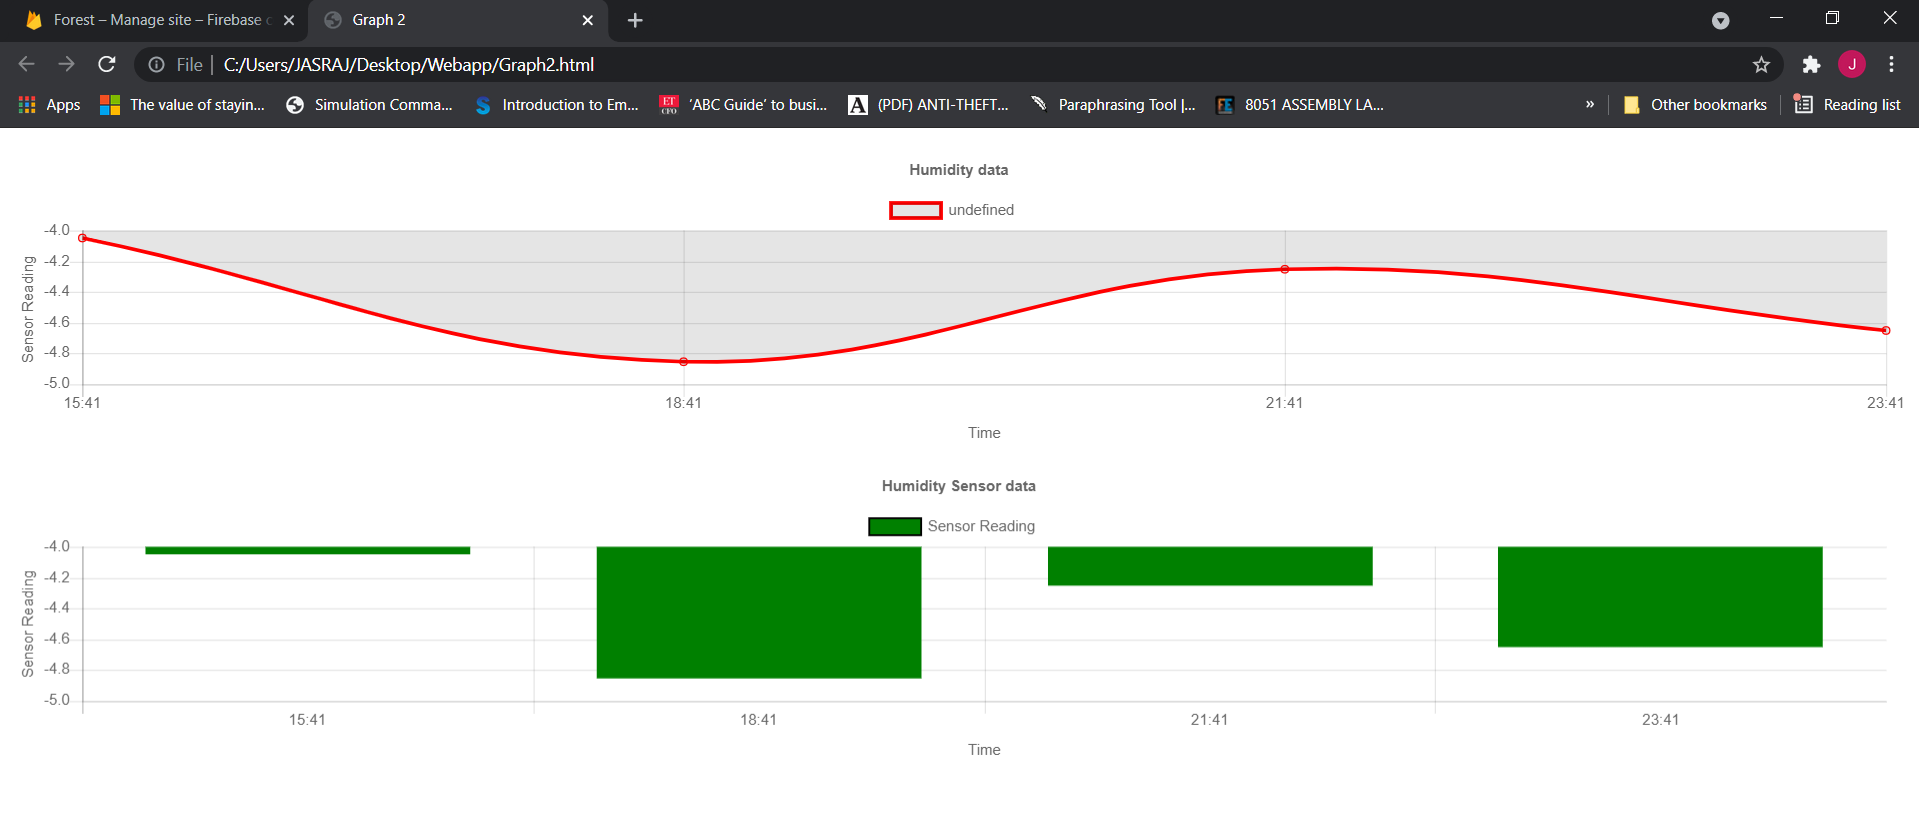 Forest – Manage site – Firebase c
Graph 2
File | C:/Users/JASRAJ/Desktop/Webapp/Graph2.html
J
Apps
The value of stayin...
Simulation Comma...
Introduction to Em...
ET CFO
'ABC Guide' to busi...
A
(PDF) ANTI-THEFT...
Paraphrasing Tool |...
8051 ASSEMBLY LA...
»
Other bookmarks
Reading list
Humidity data
undefined
Sensor Reading
-4.0
-4.2
-4.4
-4.6
-4.8
-5.0
15:41 18:41 21:41 23:41
Time
Humidity Sensor data
Sensor Reading
Sensor Reading
-4.0
-4.2
-4.4
-4.6
-4.8
-5.0
15:41 18:41 21:41 23:41
Time